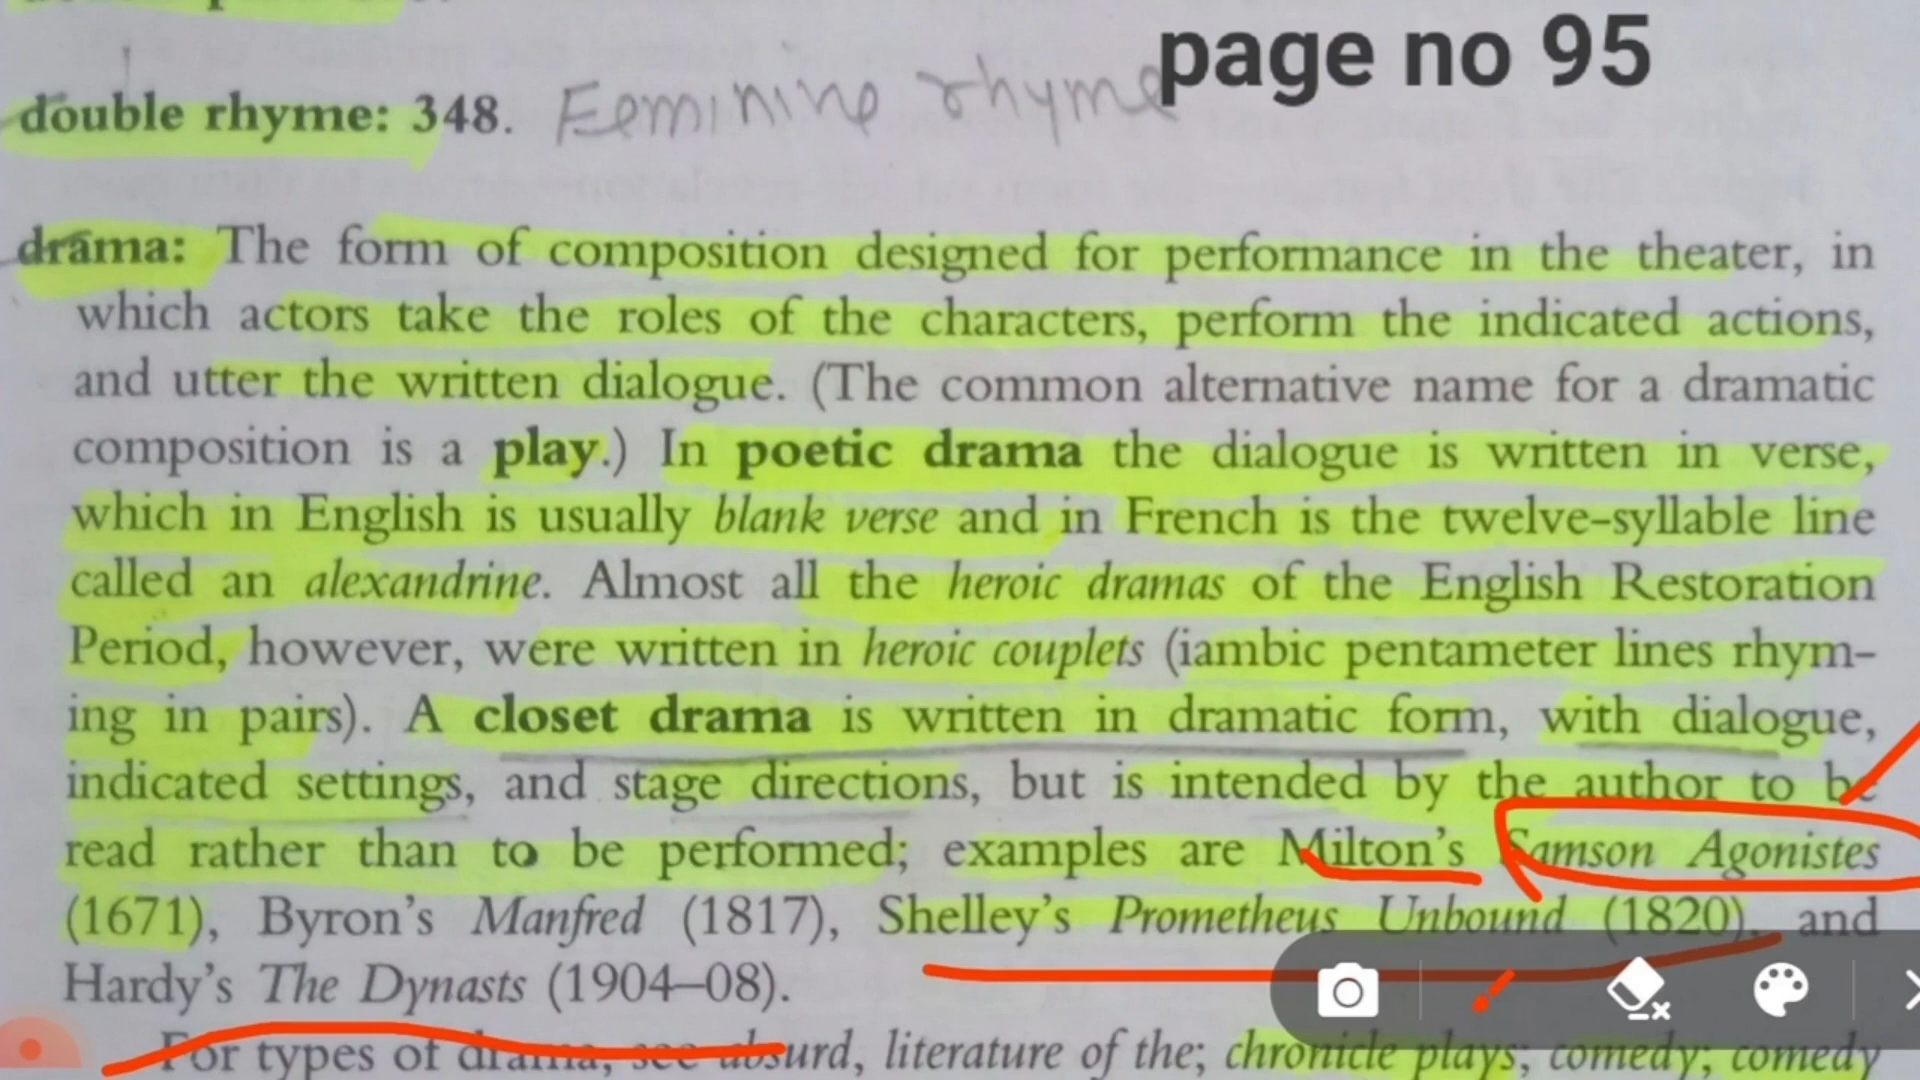 page no 95
double rhyme: 348. Feminine rhyme
drama: The form of composition designed for performance in the theater, in
which actors take the roles of the characters, perform the indicated actions,
and utter the written dialogue. (The common alternative name for a dramatic
composition is a play.) In poetic drama the dialogue is written in verse,
which in English is usually blank verse and in French is the twelve-syllable line
called an alexandrine. Almost all the heroic dramas of the English Restoration
Period, however, were written in heroic couplets (iambic pentameter lines rhym-
ing in pairs). A closet drama is written in dramatic form, with dialogue,
indicated settings, and stage directions, but is intended by the author to be
read rather than to be performed; examples are Milton's Samson Agonistes
(1671), Byron's Manfred (1817), Shelley's Prometheus Unbound (1820), and
Hardy's The Dynasts (1904–08).
For types of drama, see absurd, literature of the; chronicle plays; comedy; comedy